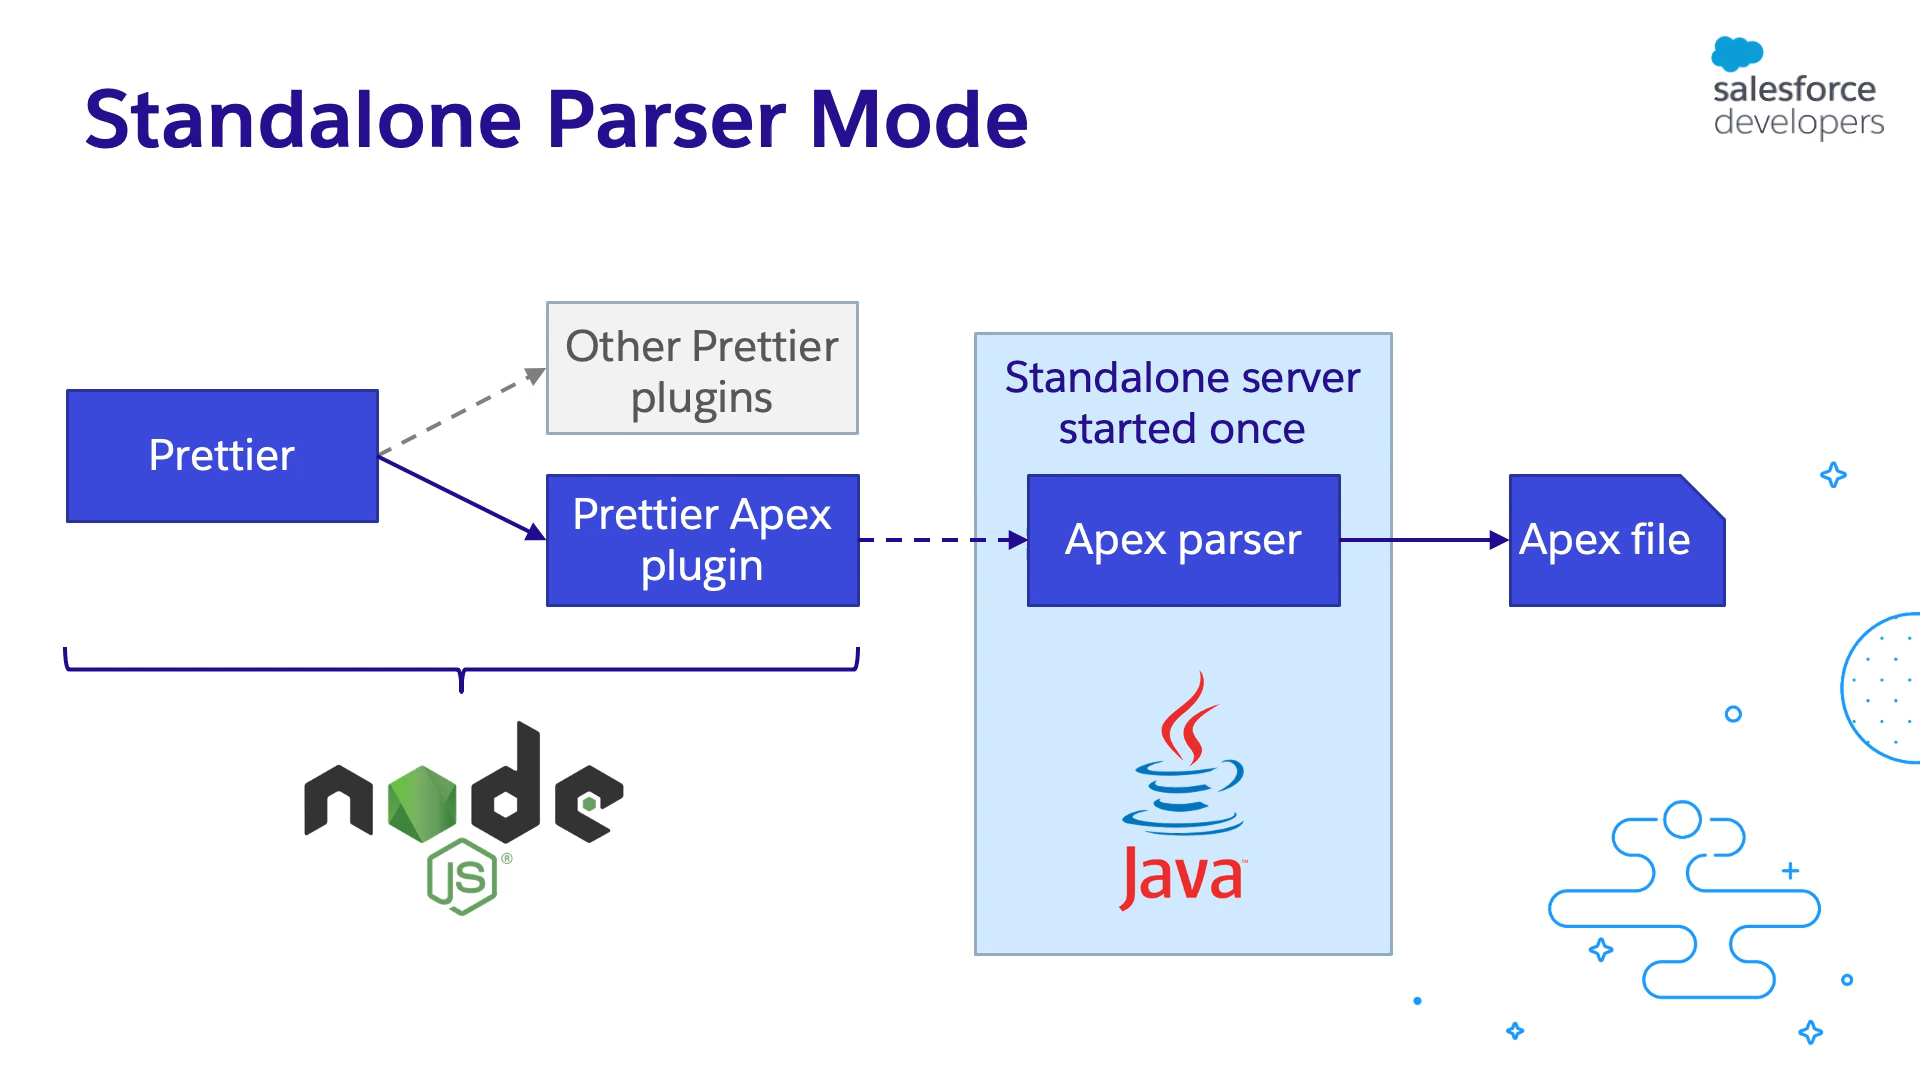 Standalone Parser Mode
salesforce
developers
Other Prettier
plugins
Prettier
Prettier Apex
plugin
Standalone server
started once
Apex parser
Apex file
node
JS®
Java™